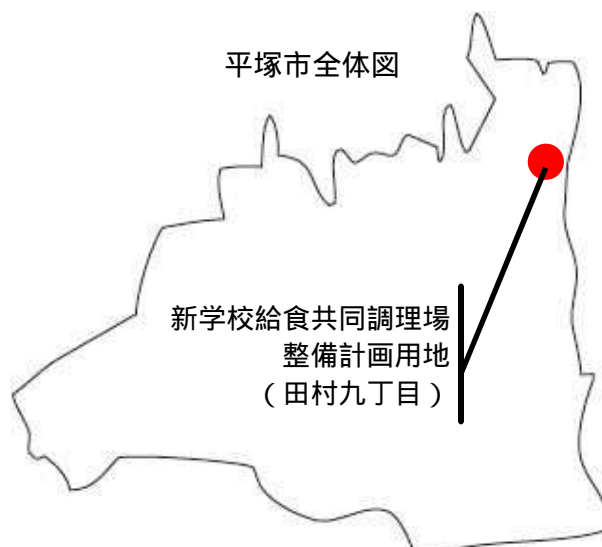 平塚市全体図
新学校給食共同調理場
整備計画用地
(田村九丁目)